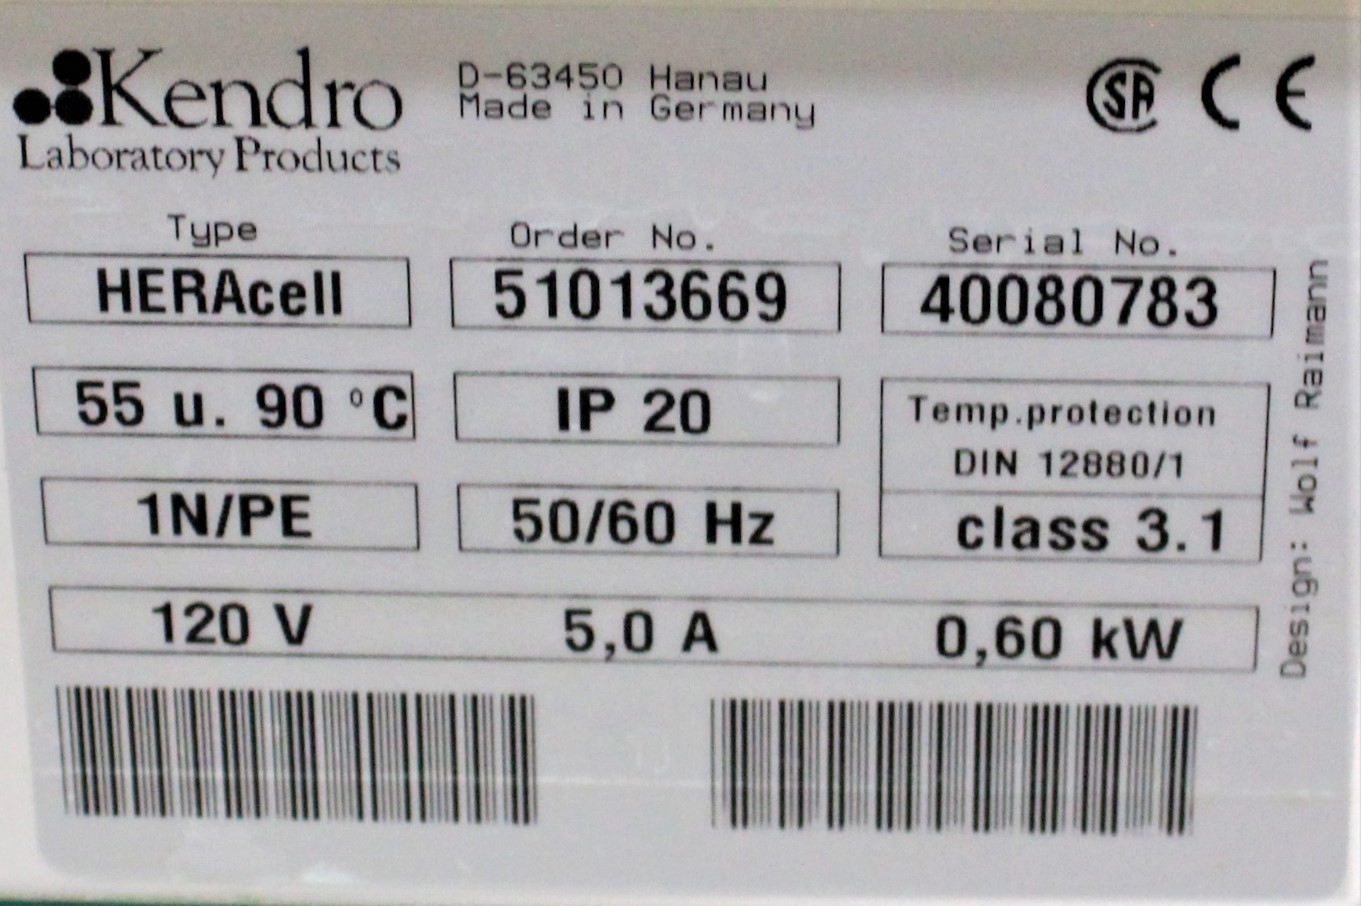 Kendro
Laboratory Products
D-63450 Hanau
Made in Germany
SA CE
Type
HERAcell
Order No.
51013669
Serial No.
40080783
55 u. 90 °C
IP 20
Temp.protection
DIN 12880/1
class 3.1
1N/PE
50/60 Hz
120 V 5,0 A 0,60 kW
Design: Wolf Raimann